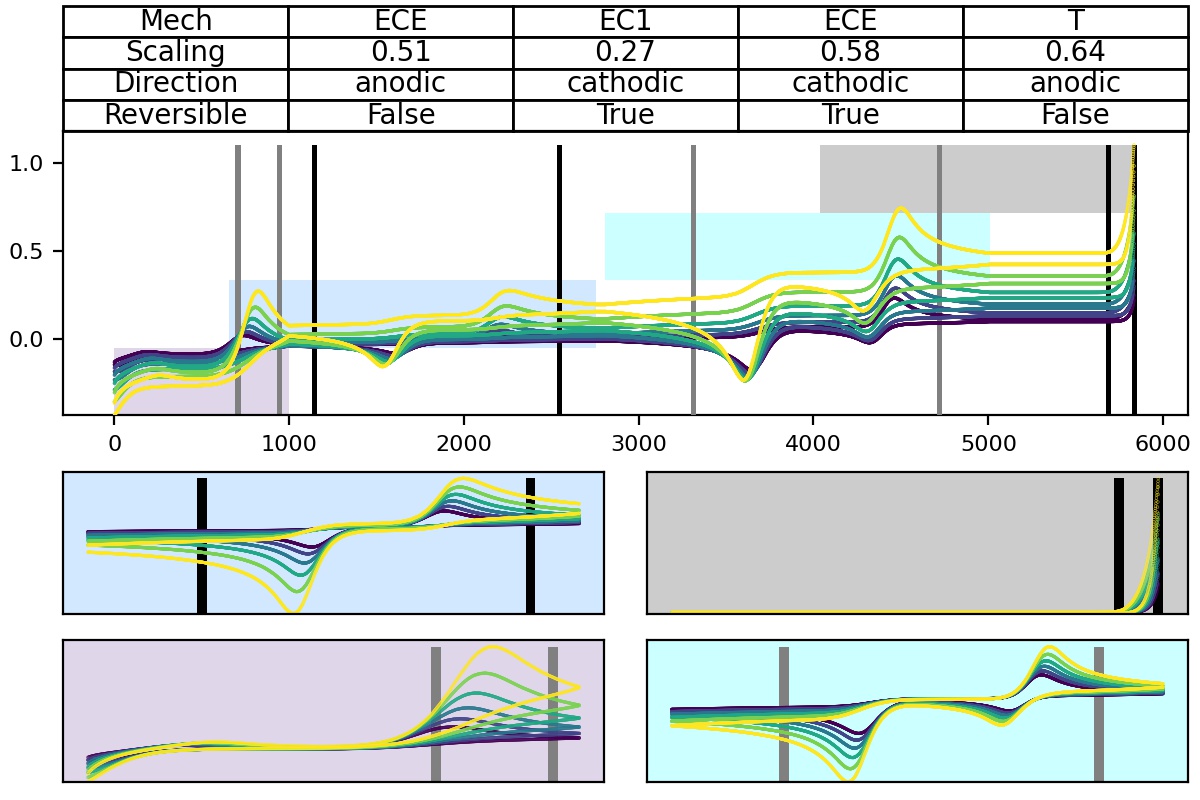 Mech ECE EC1 ECE T
Scaling 0.51 0.27 0.58 0.64
Direction anodic cathodic cathodic anodic
Reversible False True True False
1.0
0.5
0.0
0 1000 2000 3000 4000 5000 6000